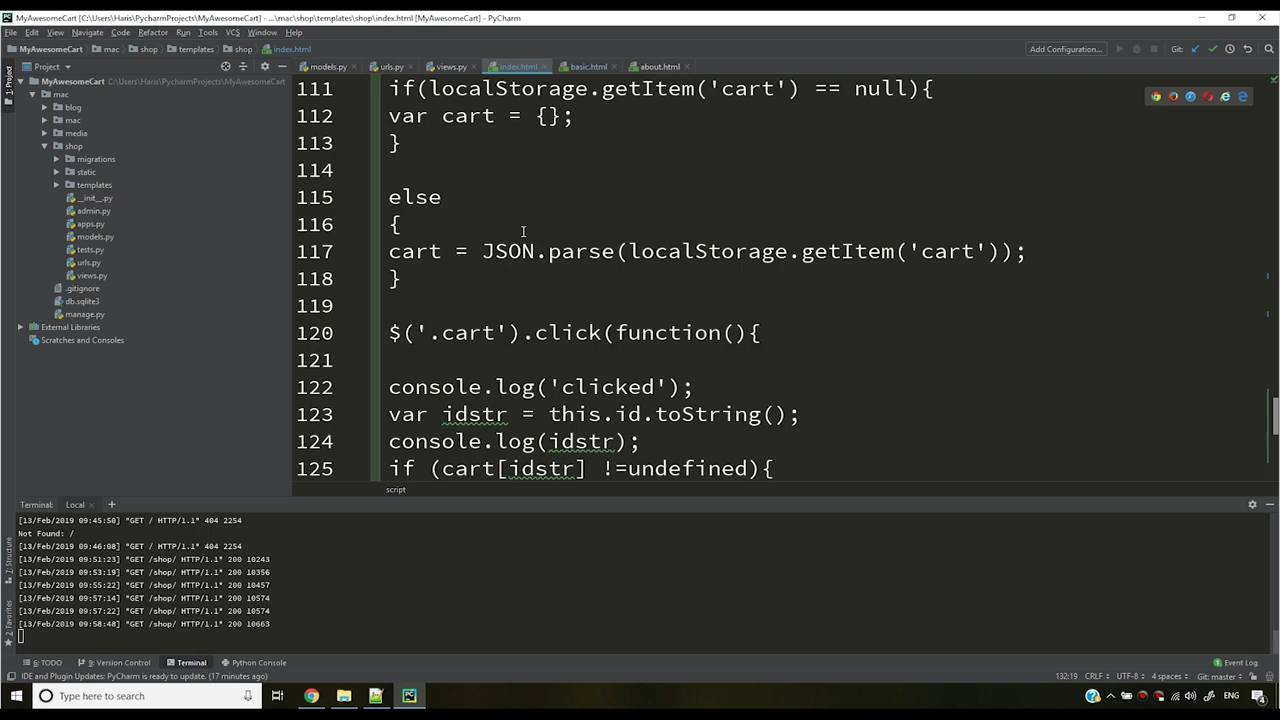 MyAwesomeCart [C:\Users\Haris\PycharmProjects\MyAwesomeCart] - ...\mac\shop\templates\shop\index.html [MyAwesomeCart] - PyCharm
File Edit View Navigate Code Refactor Run Tools VCS Window Help
MyAwesomeCart mac shop templates shop index.html Add Configuration... Git:
Project models.py urls.py views.py index.html basic.html about.html
1: Project
MyAwesomeCart C:\Users\Haris\PycharmProjects\MyAwesomeCart
mac
blog
mac
media
shop
migrations
static
templates
__init__.py
admin.py
apps.py
models.py
tests.py
urls.py
views.py
.gitignore
db.sqlite3
manage.py
External Libraries
Scratches and Consoles
111 if(localStorage.getItem('cart') == null){
112 var cart = {};
113 }
114
115 else
116 {
117 cart = JSON.parse(localStorage.getItem('cart'));
118 }
119
120 $('.cart').click(function(){
121
122 console.log('clicked');
123 var idstr = this.id.toString();
124 console.log(idstr);
125 if (cart[idstr] !=undefined){
script
Terminal: Local +
[13/Feb/2019 09:45:50] "GET / HTTP/1.1" 404 2254
Not Found: /
[13/Feb/2019 09:46:08] "GET / HTTP/1.1" 404 2254
[13/Feb/2019 09:51:23] "GET /shop/ HTTP/1.1" 200 10243
[13/Feb/2019 09:53:19] "GET /shop/ HTTP/1.1" 200 10356
[13/Feb/2019 09:55:22] "GET /shop/ HTTP/1.1" 200 10457
[13/Feb/2019 09:57:14] "GET /shop/ HTTP/1.1" 200 10574
[13/Feb/2019 09:57:22] "GET /shop/ HTTP/1.1" 200 10574
[13/Feb/2019 09:58:48] "GET /shop/ HTTP/1.1" 200 10663
7: Structure
2: Favorites
6: TODO 9: Version Control Terminal Python Console Event Log
IDE and Plugin Updates: PyCharm is ready to update. (17 minutes ago) 132:19 CRLF UTF-8 4 spaces Git: master
Type here to search ENG 4